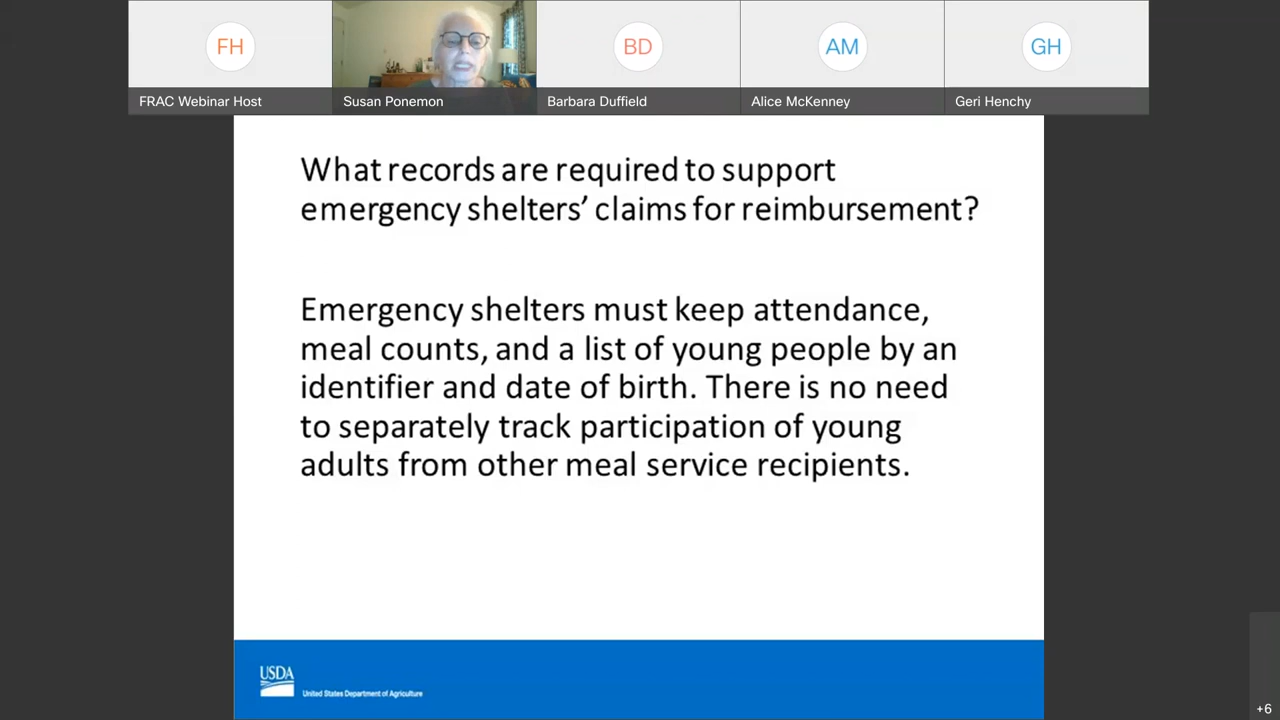 FH
BD
AM
GH
FRAC Webinar Host
Susan Ponemon
Barbara Duffield
Alice McKenney
Geri Henchy
What records are required to support
emergency shelters’ claims for reimbursement?
Emergency shelters must keep attendance,
meal counts, and a list of young people by an
identifier and date of birth. There is no need
to separately track participation of young
adults from other meal service recipients.
USDA
United States Department of Agriculture
+6